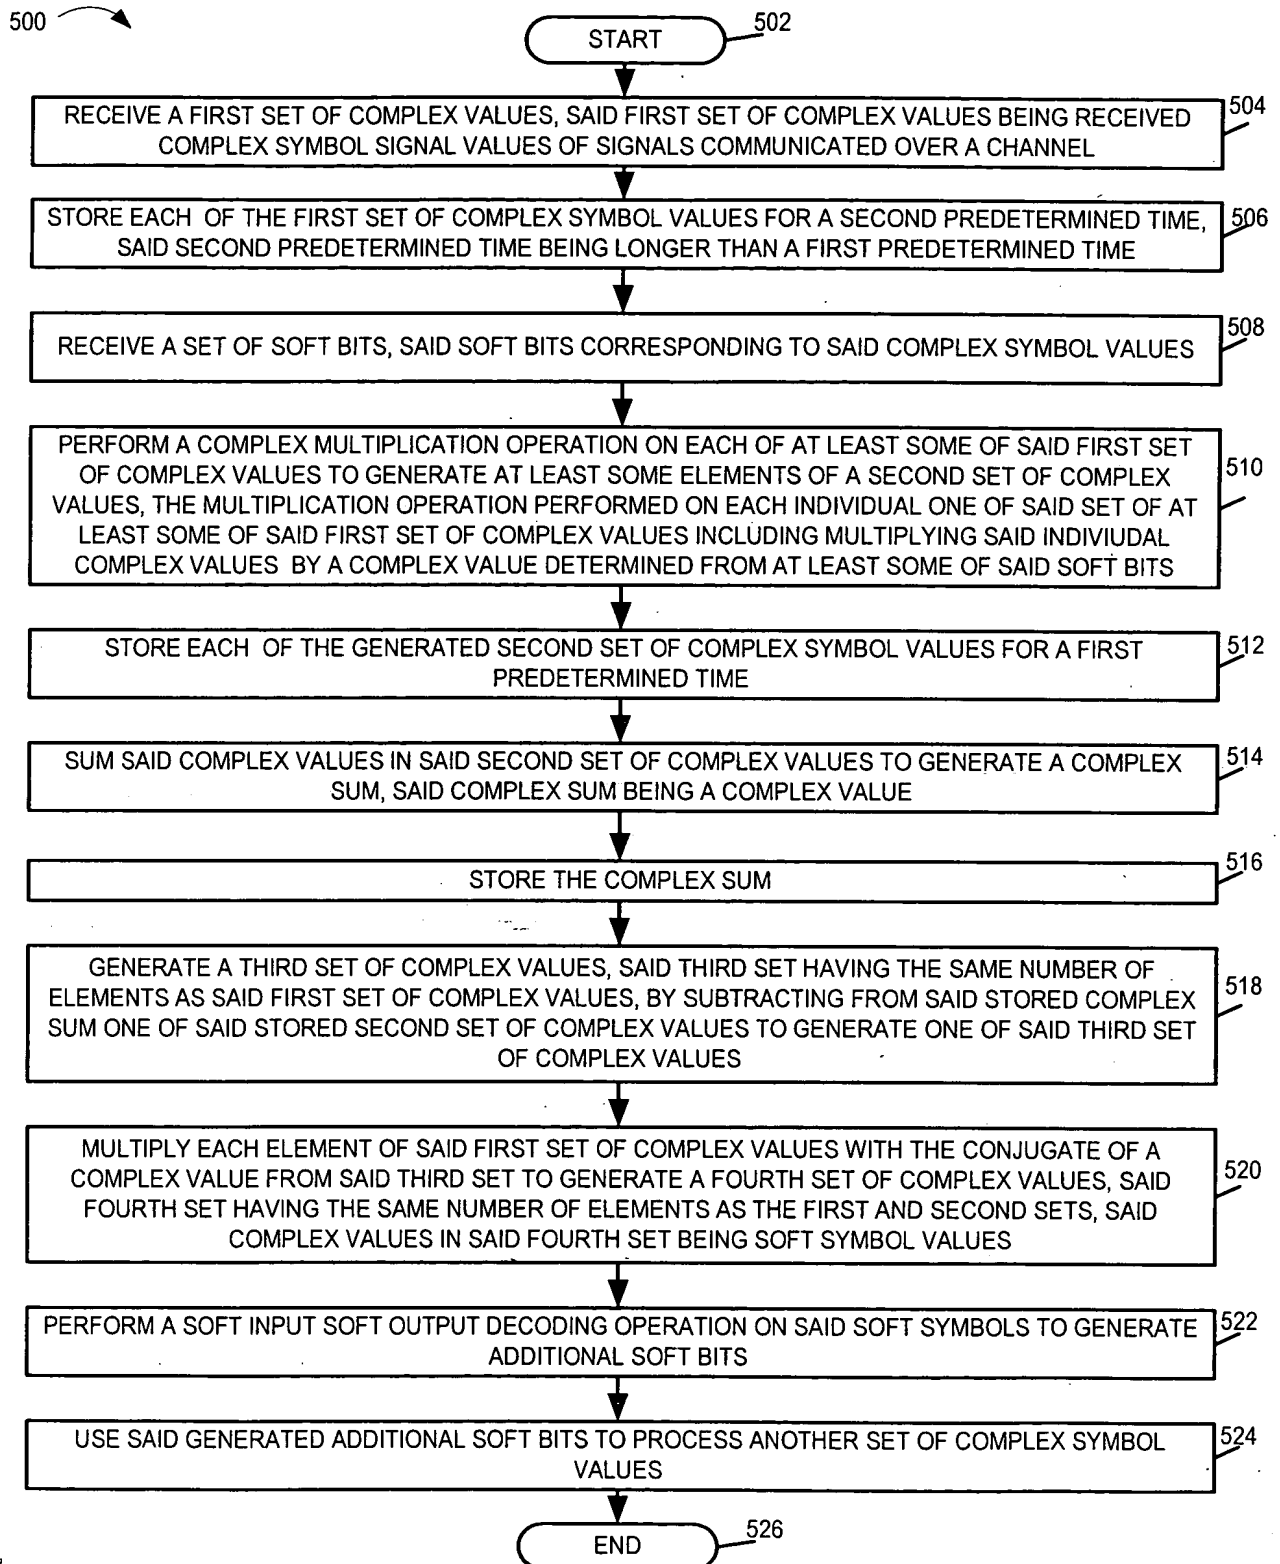 500
START
502
RECEIVE A FIRST SET OF COMPLEX VALUES, SAID FIRST SET OF COMPLEX VALUES BEING RECEIVED
COMPLEX SYMBOL SIGNAL VALUES OF SIGNALS COMMUNICATED OVER A CHANNEL
504
STORE EACH OF THE FIRST SET OF COMPLEX SYMBOL VALUES FOR A SECOND PREDETERMINED TIME,
SAID SECOND PREDETERMINED TIME BEING LONGER THAN A FIRST PREDETERMINED TIME
506
RECEIVE A SET OF SOFT BITS, SAID SOFT BITS CORRESPONDING TO SAID COMPLEX SYMBOL VALUES
508
PERFORM A COMPLEX MULTIPLICATION OPERATION ON EACH OF AT LEAST SOME OF SAID FIRST SET
OF COMPLEX VALUES TO GENERATE AT LEAST SOME ELEMENTS OF A SECOND SET OF COMPLEX
VALUES, THE MULTIPLICATION OPERATION PERFORMED ON EACH INDIVIDUAL ONE OF SAID SET OF AT
LEAST SOME OF SAID FIRST SET OF COMPLEX VALUES INCLUDING MULTIPLYING SAID INDIVIUDAL
COMPLEX VALUES BY A COMPLEX VALUE DETERMINED FROM AT LEAST SOME OF SAID SOFT BITS
510
STORE EACH OF THE GENERATED SECOND SET OF COMPLEX SYMBOL VALUES FOR A FIRST
PREDETERMINED TIME
512
SUM SAID COMPLEX VALUES IN SAID SECOND SET OF COMPLEX VALUES TO GENERATE A COMPLEX
SUM, SAID COMPLEX SUM BEING A COMPLEX VALUE
514
STORE THE COMPLEX SUM
516
GENERATE A THIRD SET OF COMPLEX VALUES, SAID THIRD SET HAVING THE SAME NUMBER OF
ELEMENTS AS SAID FIRST SET OF COMPLEX VALUES, BY SUBTRACTING FROM SAID STORED COMPLEX
SUM ONE OF SAID STORED SECOND SET OF COMPLEX VALUES TO GENERATE ONE OF SAID THIRD SET
OF COMPLEX VALUES
518
MULTIPLY EACH ELEMENT OF SAID FIRST SET OF COMPLEX VALUES WITH THE CONJUGATE OF A
COMPLEX VALUE FROM SAID THIRD SET TO GENERATE A FOURTH SET OF COMPLEX VALUES, SAID
FOURTH SET HAVING THE SAME NUMBER OF ELEMENTS AS THE FIRST AND SECOND SETS, SAID
COMPLEX VALUES IN SAID FOURTH SET BEING SOFT SYMBOL VALUES
520
PERFORM A SOFT INPUT SOFT OUTPUT DECODING OPERATION ON SAID SOFT SYMBOLS TO GENERATE
ADDITIONAL SOFT BITS
522
USE SAID GENERATED ADDITIONAL SOFT BITS TO PROCESS ANOTHER SET OF COMPLEX SYMBOL
VALUES
524
END
526